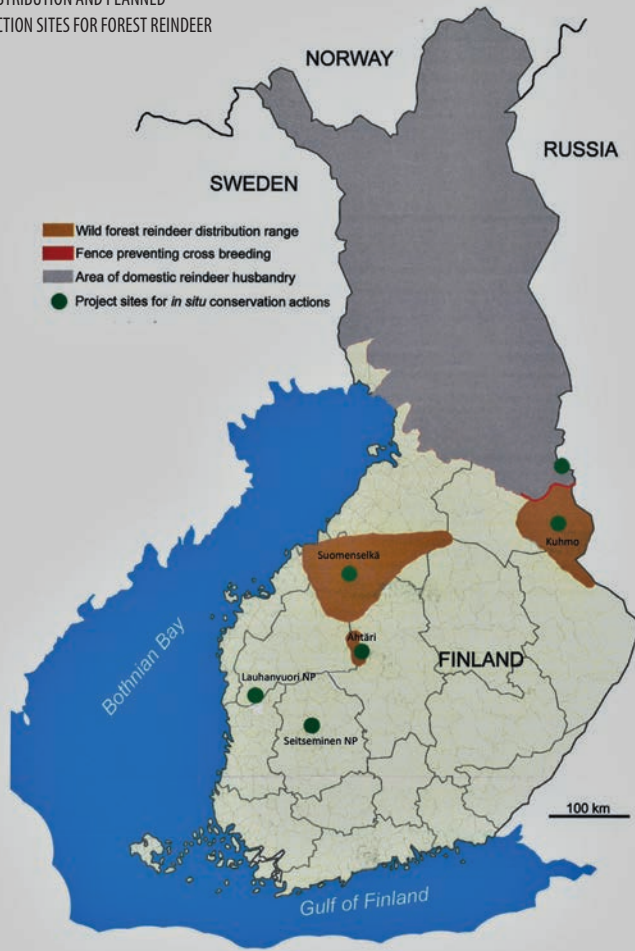 STRIBUTION AND PLANNED
CTION SITES FOR FOREST REINDEER
NORWAY
RUSSIA
SWEDEN
Wild forest reindeer distribution range
Fence preventing cross breeding
Area of domestic reindeer husbandry
Project sites for in situ conservation actions
Kuhmo
Suomenselkä
Ähtäri
FINLAND
Lauhanvuori NP
Bothnian Bay
Seitseminen NP
100 km
Gulf of Finland